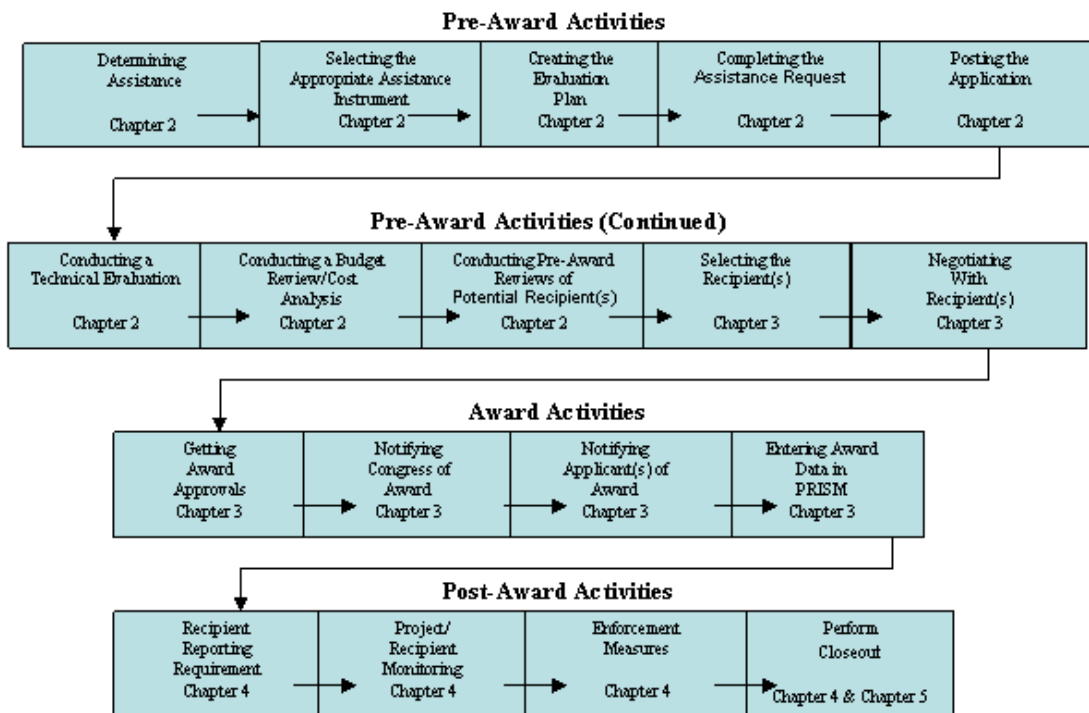 Pre-Award Activities
Determining
Assistance
Chapter 2
Selecting the
Appropriate Assistance
Instrument
Chapter 2
Creating the
Evaluation
Plan
Chapter 2
Completing the
Assistance Request
Chapter 2
Posting the
Application
Chapter 2
Pre-Award Activities (Continued)
Conducting a
Technical Evaluation
Chapter 2
Conducting a Budget
Review/Cost
Analysis
Chapter 2
Conducting Pre-Award
Reviews of
Potential Recipient(s)
Chapter 2
Selecting the
Recipient(s)
Chapter 3
Negotiating
With
Recipient(s)
Chapter 3
Award Activities
Getting
Award
Approvals
Chapter 3
Notifying
Congress of
Award
Chapter 3
Notifying
Applicant(s) of
Award
Chapter 3
Entering Award
Data in
PRISM
Chapter 3
Post-Award Activities
Recipient
Reporting
Requirement
Chapter 4
Project/
Recipient
Monitoring
Chapter 4
Enforcement
Measures
Chapter 4
Perform
Closeout
Chapter 4 & Chapter 5